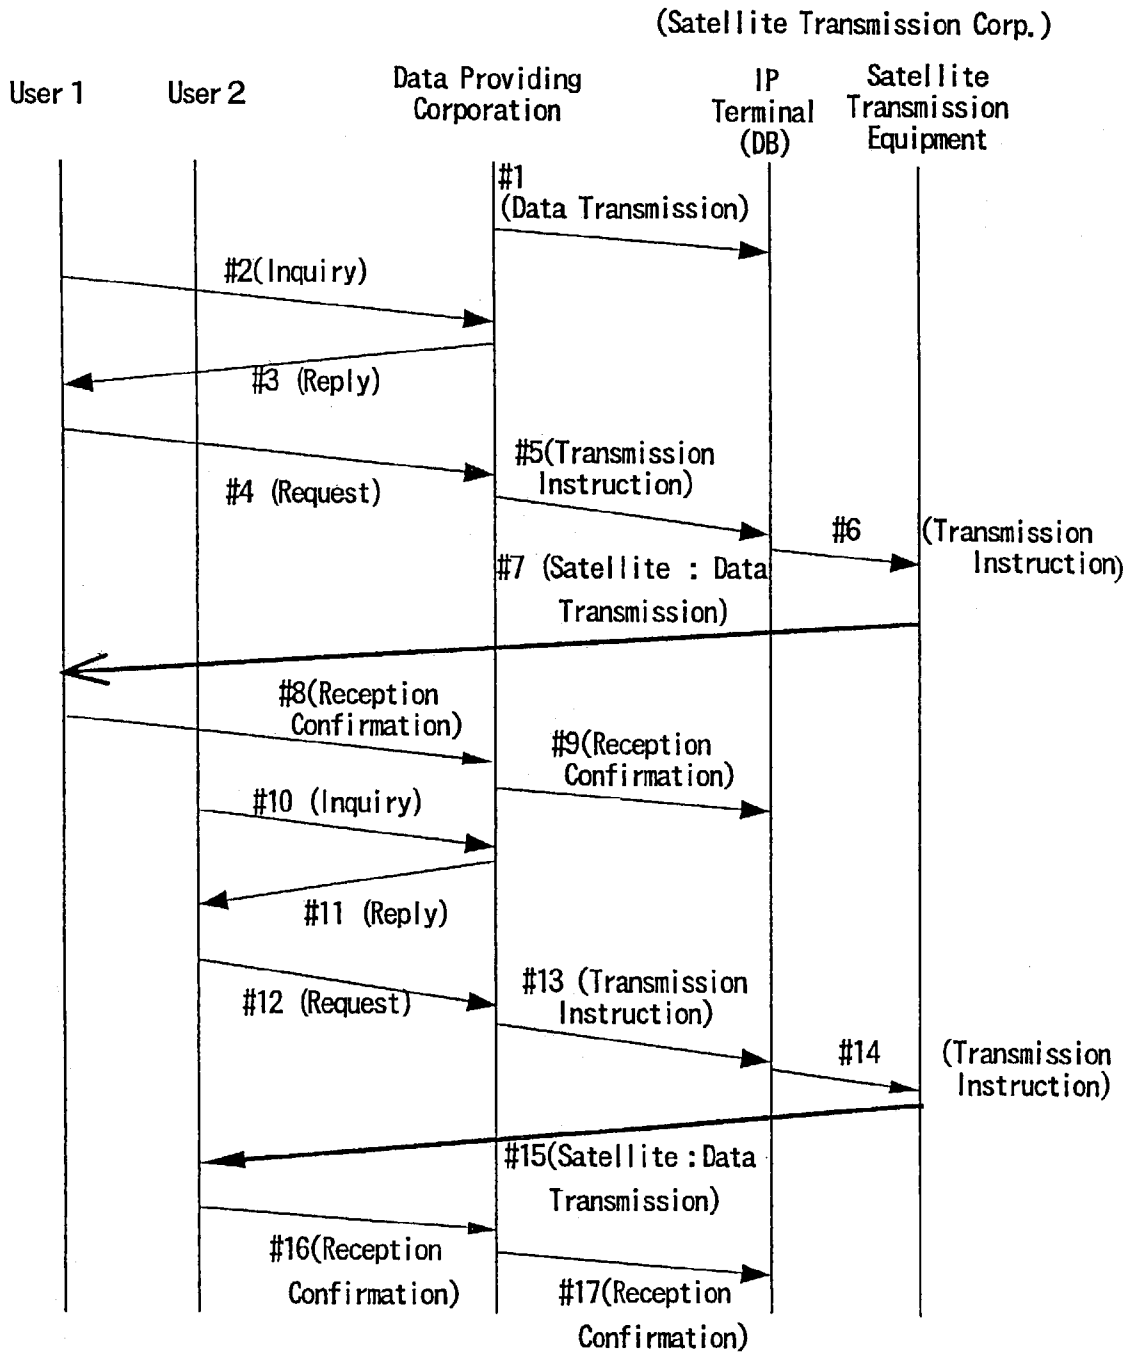 (Satellite Transmission Corp.)
User 1
User 2
Data Providing
Corporation
IP
Terminal
(DB)
Satellite
Transmission
Equipment
#1
(Data Transmission)
#2(Inquiry)
#3 (Reply)
#4 (Request)
#5(Transmission
Instruction)
#6
(Transmission
Instruction)
#7 (Satellite : Data
Transmission)
#8(Reception
Confirmation)
#9(Reception
Confirmation)
#10 (Inquiry)
#11 (Reply)
#12 (Request)
#13 (Transmission
Instruction)
#14
(Transmission
Instruction)
#15(Satellite : Data
Transmission)
#16(Reception
Confirmation)
#17(Reception
Confirmation)